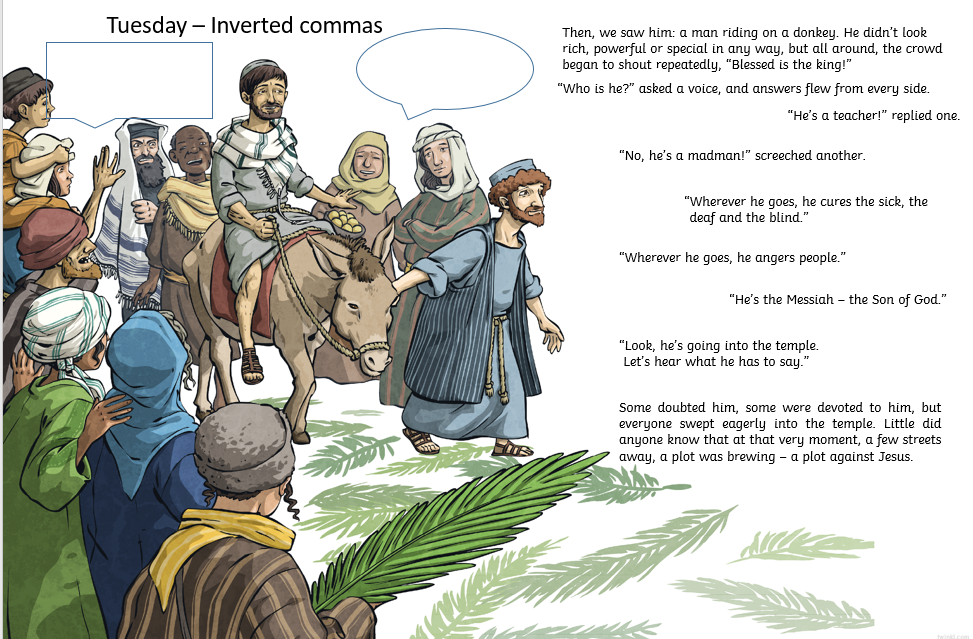 Tuesday – Inverted commas
Then, we saw him: a man riding on a donkey. He didn’t look
rich, powerful or special in any way, but all around, the crowd
began to shout repeatedly, “Blessed is the king!”
“Who is he?” asked a voice, and answers flew from every side.
“He’s a teacher!” replied one.
“No, he’s a madman!” screeched another.
“Wherever he goes, he cures the sick, the
deaf and the blind.”
“Wherever he goes, he angers people.”
“He’s the Messiah – the Son of God.”
“Look, he’s going into the temple.
Let’s hear what he has to say.”
Some doubted him, some were devoted to him, but
everyone swept eagerly into the temple. Little did
anyone know that at that very moment, a few streets
away, a plot was brewing – a plot against Jesus.